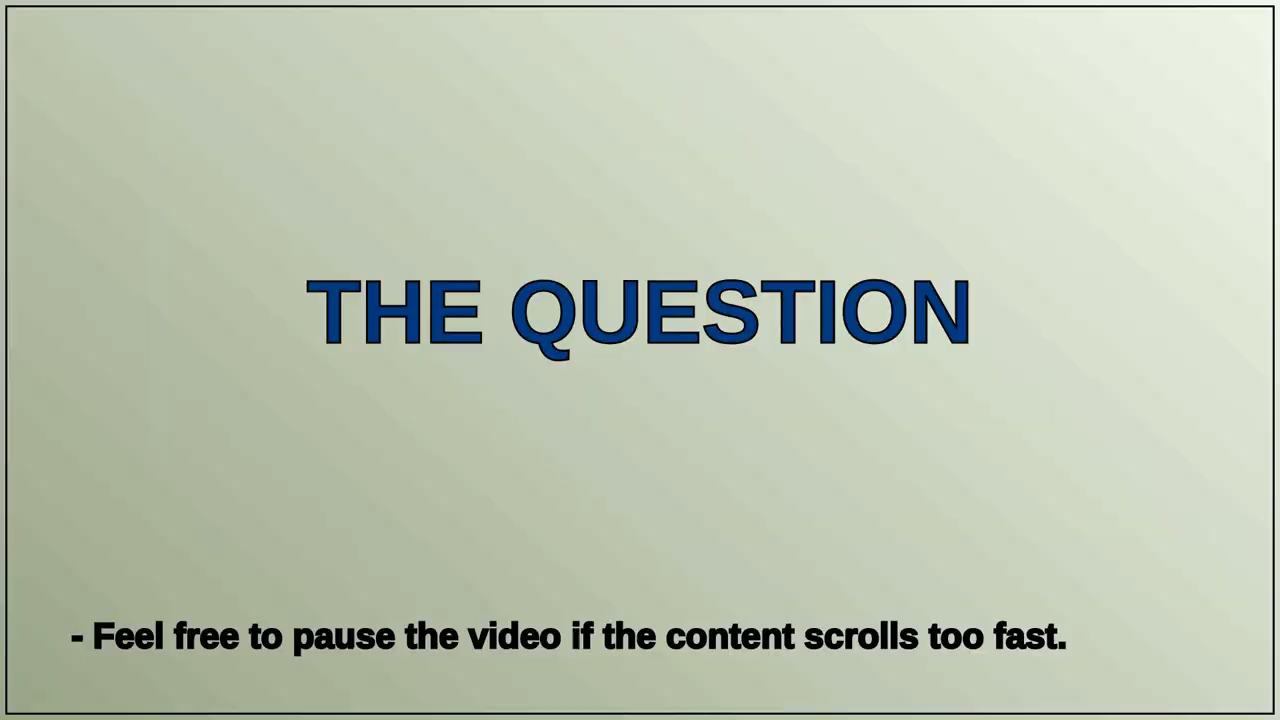 THE QUESTION
- Feel free to pause the video if the content scrolls too fast.